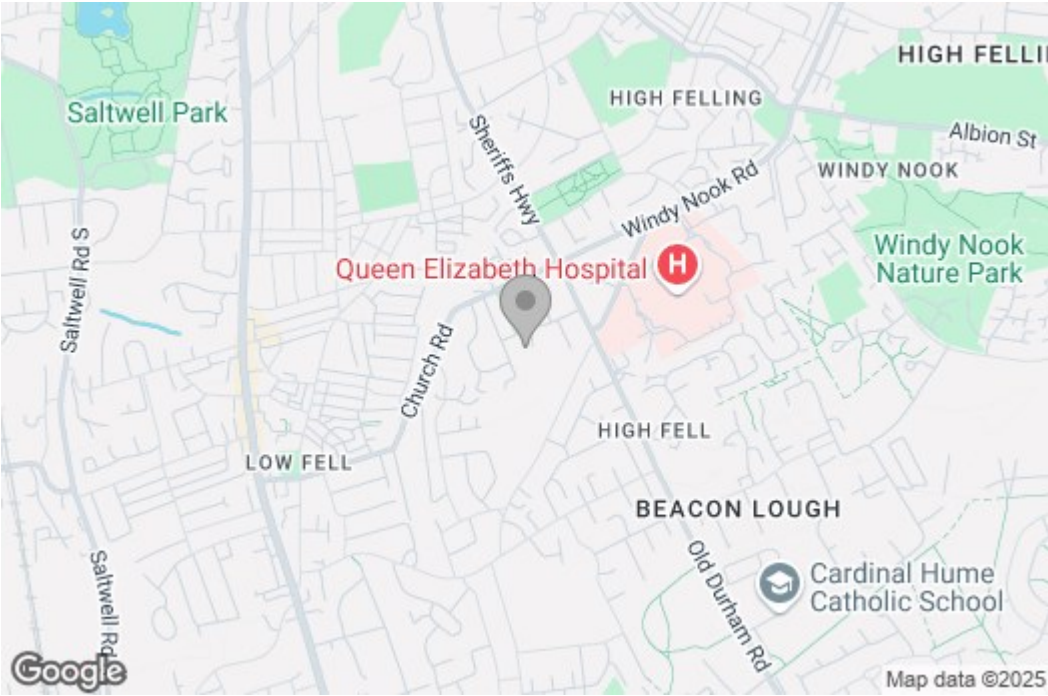 HIGH FELLI
HIGH FELLING
Saltwell Park
Albion St
Sheriffs Hwy
WINDY NOOK
Windy Nook Rd
Saltwell Rd S
Windy Nook
Nature Park
Queen Elizabeth Hospital
H
Church Rd
HIGH FELL
LOW FELL
BEACON LOUGH
Old Durham Rd
Saltwell Rd
Cardinal Hume
Catholic School
Google
Map data ©2025